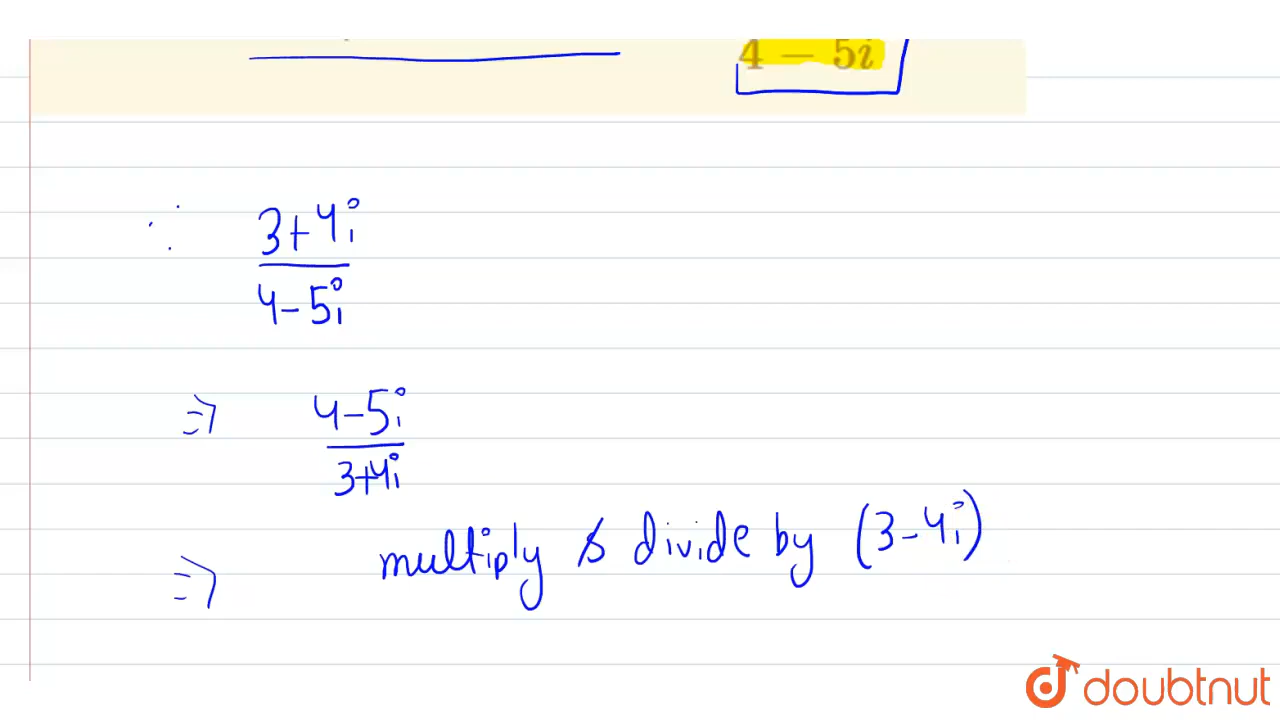 4 − 5i
∵ 3+4i
4-5i
⇒ 4-5i
3+4i
⇒ multiply & divide by (3-4i)
doubtnut